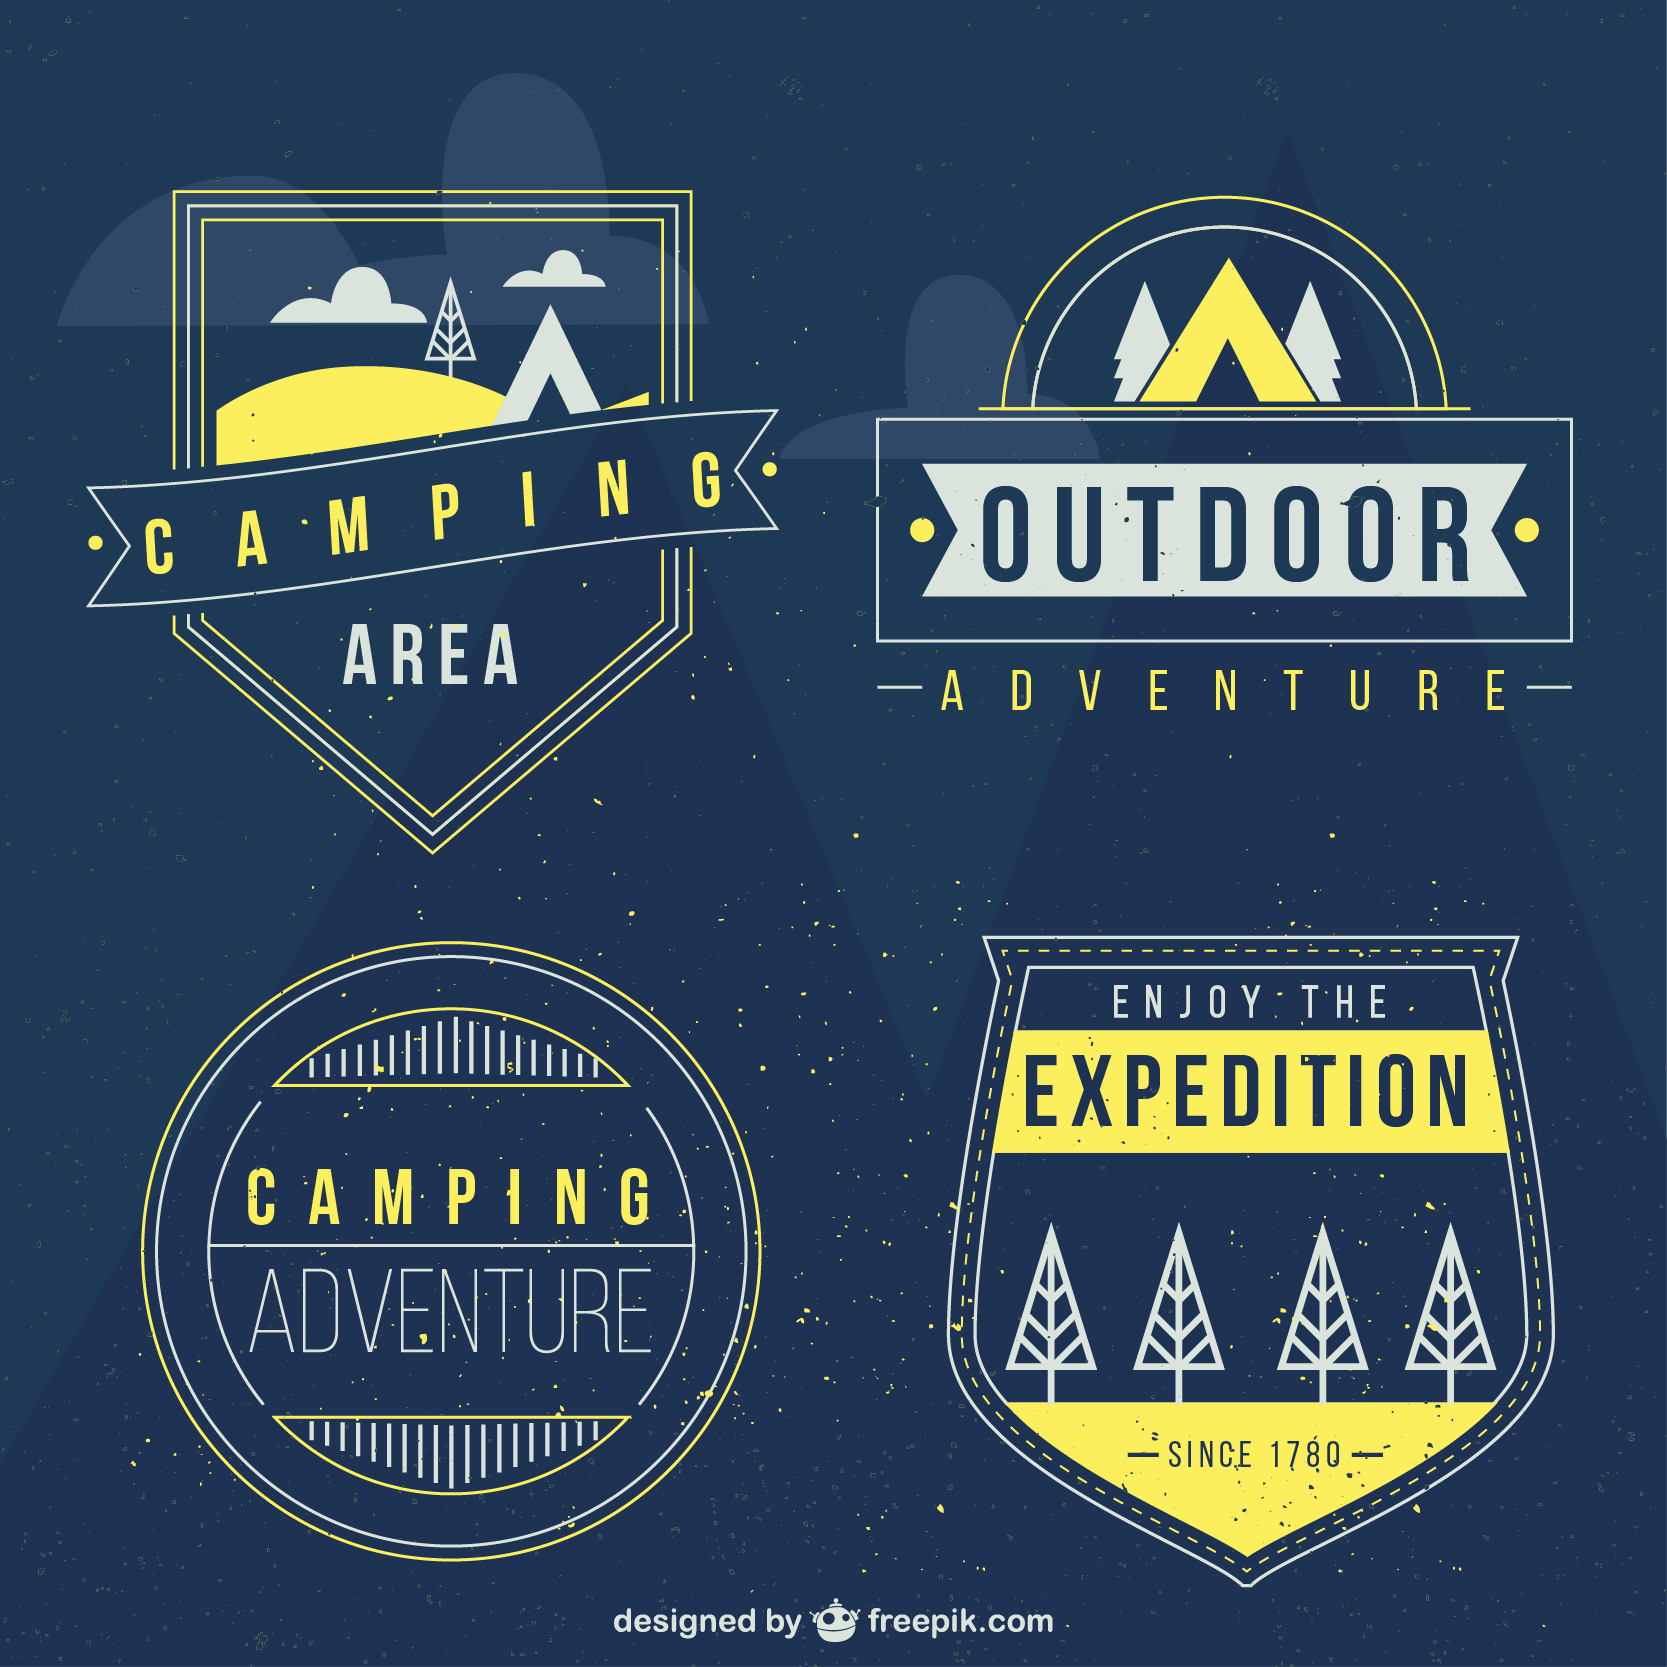 CAMPING
AREA
OUTDOOR
ADVENTURE
CAMPING
ADVENTURE
ENJOY THE
EXPEDITION
SINCE 1780
designed by freepik.com